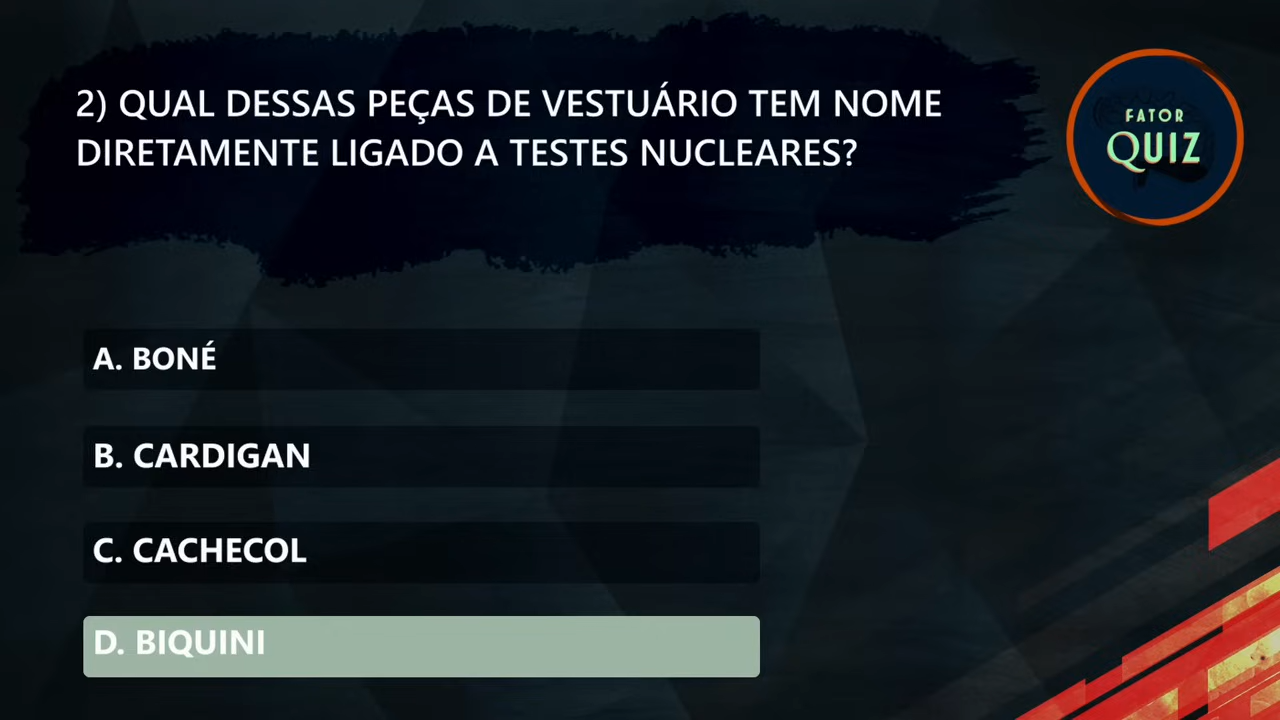 2) QUAL DESSAS PEÇAS DE VESTUÁRIO TEM NOME
DIRETAMENTE LIGADO A TESTES NUCLEARES?
FATOR
QUIZ
A. BONÉ
B. CARDIGAN
C. CACHECOL
D. BIQUINI